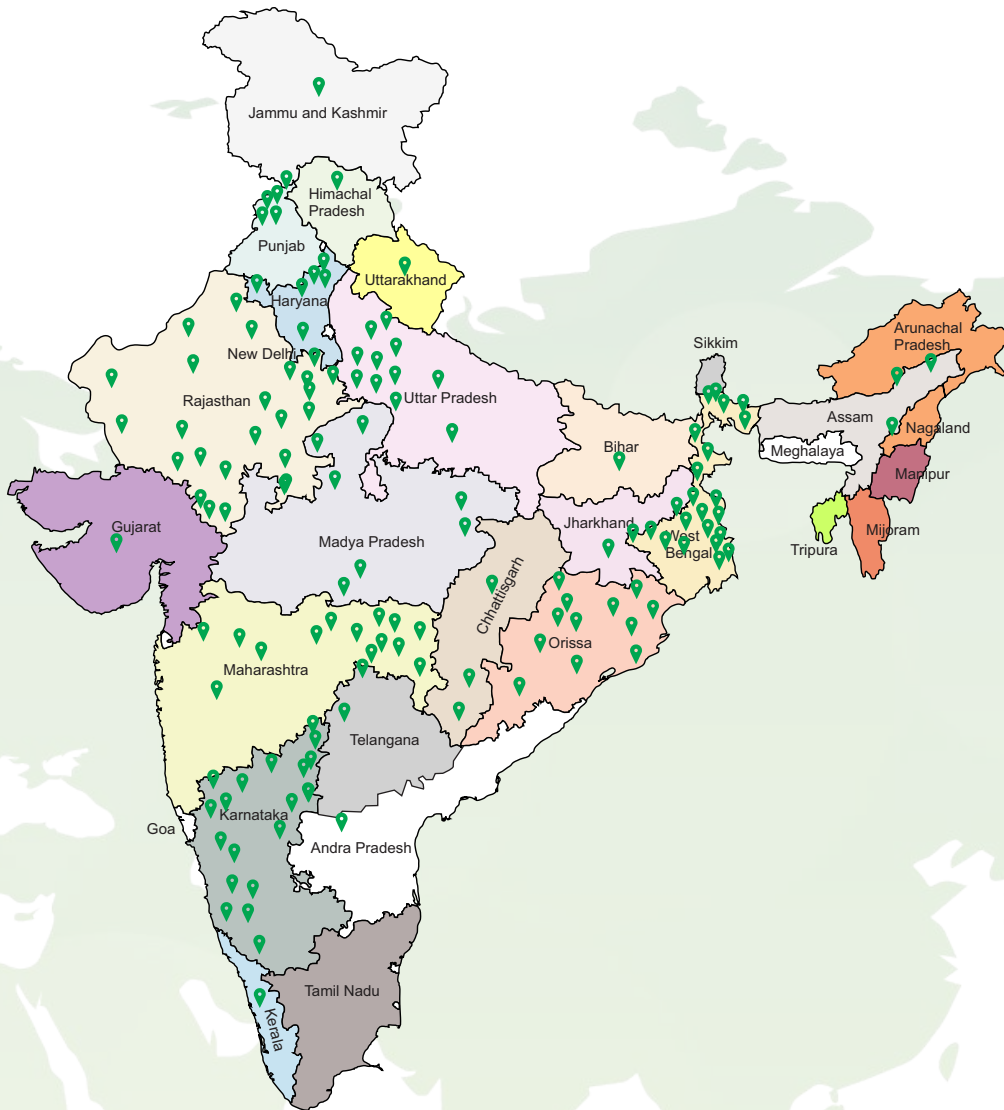 Jammu and Kashmir
Himachal
Pradesh
Punjab
Uttarakhand
Haryana
New Delhi
Rajasthan
Uttar Pradesh
Sikkim
Arunachal
Pradesh
Assam
Nagaland
Meghalaya
Manipur
Bihar
Gujarat
Madya Pradesh
Jharkhand
West
Bengal
Tripura
Mijoram
Chhattisgarh
Orissa
Maharashtra
Telangana
Goa
Karnataka
Andra Pradesh
Tamil Nadu
Kerala